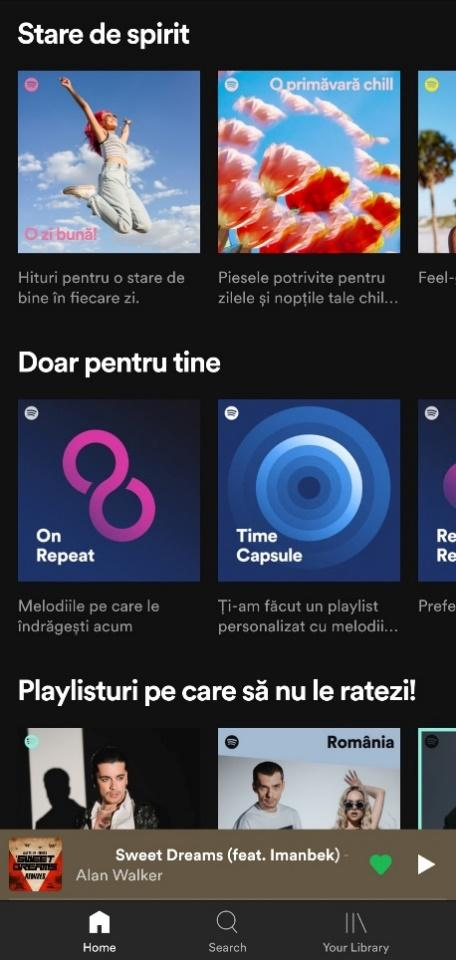 Stare de spirit
O zi bună!
O primăvară chill
Hituri pentru o stare de
bine în fiecare zi.
Piesele potrivite pentru
zilele și nopțile tale chil...
Feel-
Doar pentru tine
On
Repeat
Time
Capsule
Re
Re
Melodiile pe care le
îndrăgești acum
Ți-am făcut un playlist
personalizat cu melodii...
Prefe
Playlisturi pe care să nu le ratezi!
România
SWEET
DREAMS
Sweet Dreams (feat. Imanbek) -
Alan Walker
Home
Search
Your Library